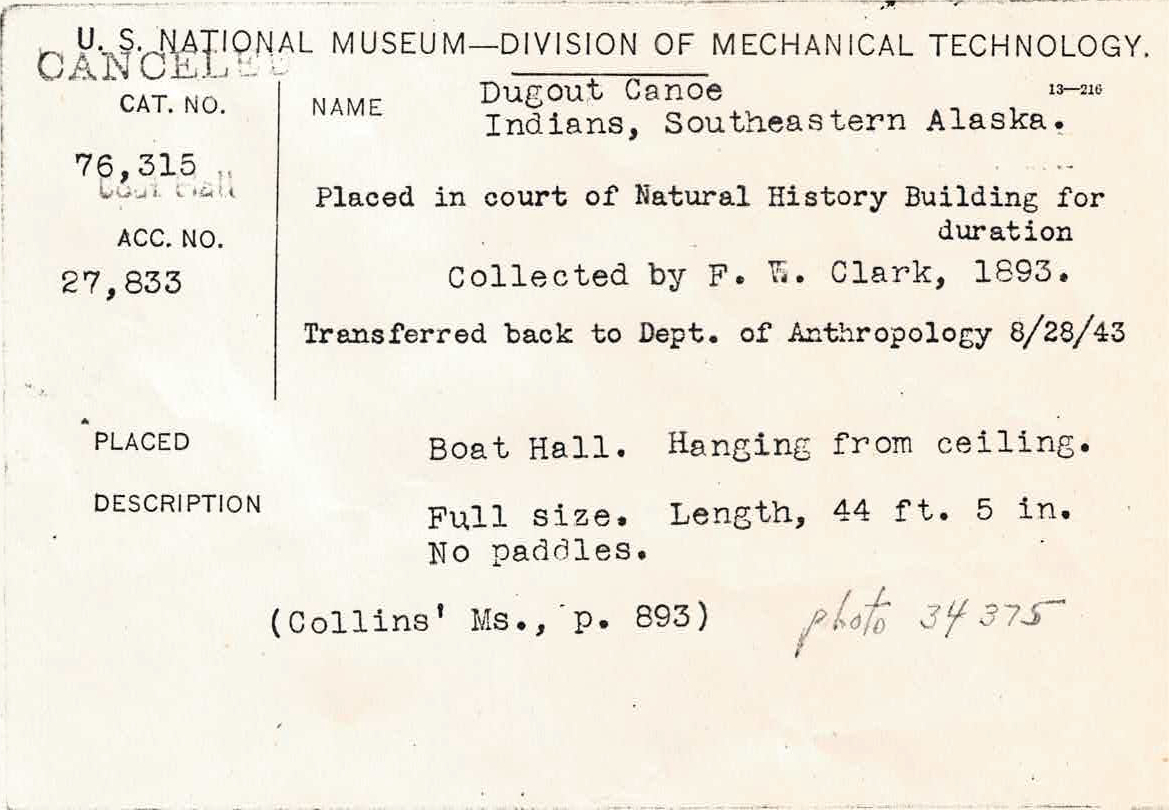 U. S. NATIONAL MUSEUM—DIVISION OF MECHANICAL TECHNOLOGY.
CANCELED
CAT. NO.
76,315
Boat Hall
ACC. NO.
27,833
NAME
Dugout Canoe
13—216
Indians, Southeastern Alaska.
Placed in court of Natural History Building for
duration
Collected by F. W. Clark, 1893.
Transferred back to Dept. of Anthropology 8/28/43
PLACED
Boat Hall. Hanging from ceiling.
DESCRIPTION
Full size. Length, 44 ft. 5 in.
No paddles.
(Collins' Ms., p. 893)
photo 34375